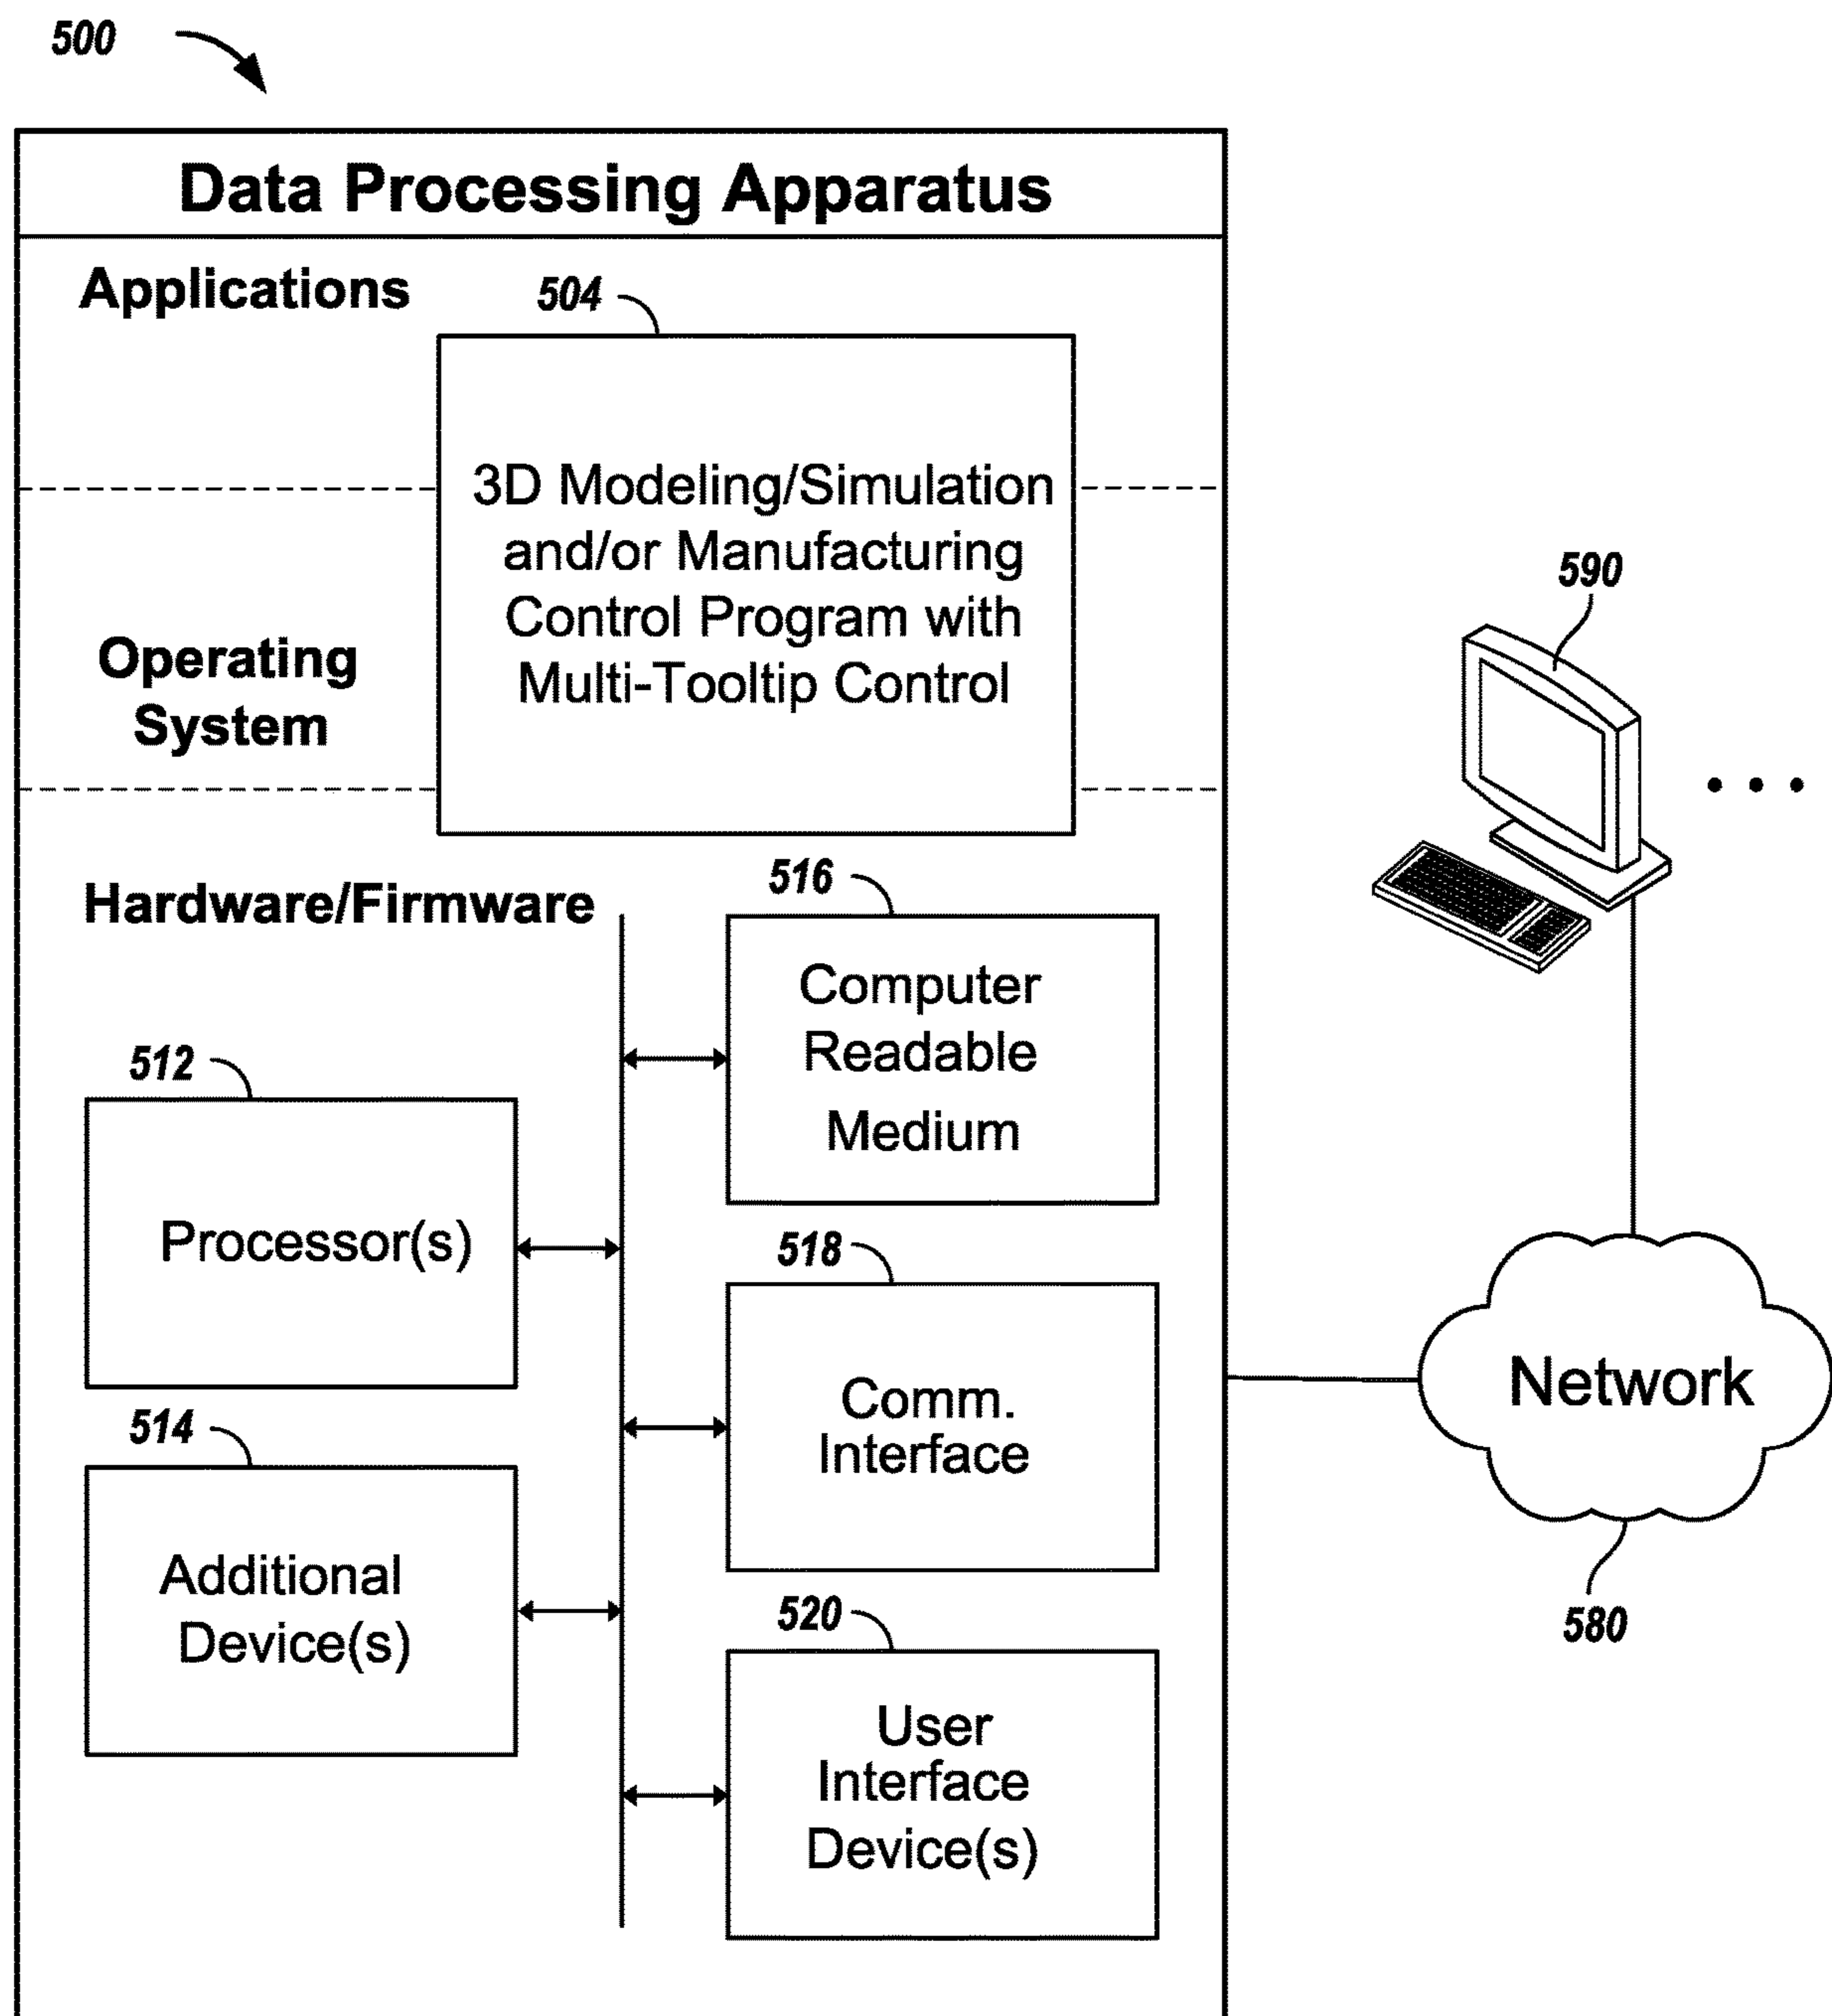 500
Data Processing Apparatus
Applications
504
3D Modeling/Simulation
and/or Manufacturing
Control Program with
Multi-Tooltip Control
Operating
System
590
Hardware/Firmware
516
Computer
Readable
Medium
512
Processor(s)
518
Comm.
Interface
Network
580
514
Additional
Device(s)
520
User
Interface
Device(s)